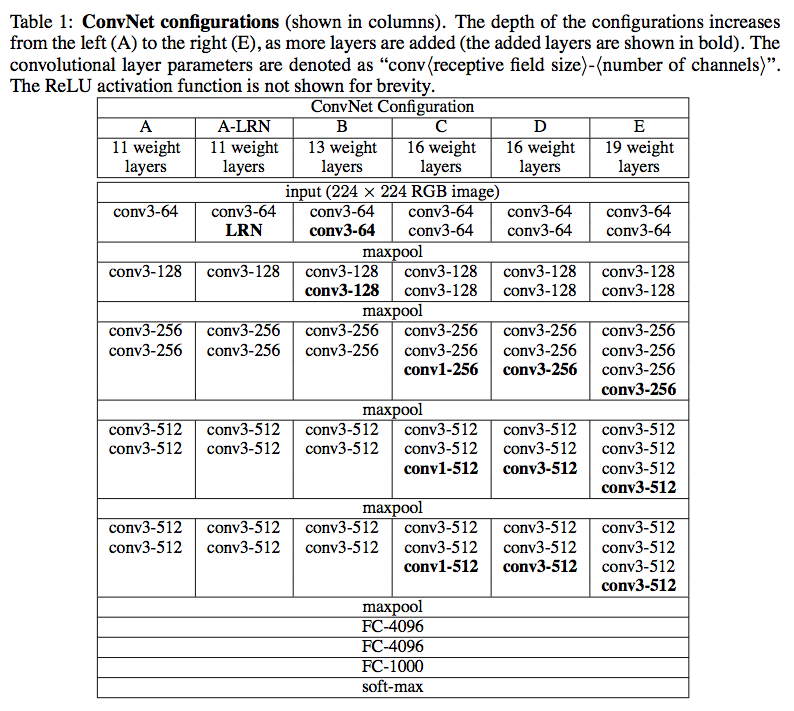 Table 1: ConvNet configurations (shown in columns). The depth of the configurations increases
from the left (A) to the right (E), as more layers are added (the added layers are shown in bold). The
convolutional layer parameters are denoted as “conv⟨receptive field size⟩-⟨number of channels⟩”.
The ReLU activation function is not shown for brevity.
ConvNet Configuration
A A-LRN B C D E
11 weight 11 weight 13 weight 16 weight 16 weight 19 weight
layers layers layers layers layers layers
input (224 × 224 RGB image)
conv3-64 conv3-64 conv3-64 conv3-64 conv3-64 conv3-64
LRN conv3-64 conv3-64 conv3-64 conv3-64
maxpool
conv3-128 conv3-128 conv3-128 conv3-128 conv3-128 conv3-128
conv3-128 conv3-128 conv3-128 conv3-128
maxpool
conv3-256 conv3-256 conv3-256 conv3-256 conv3-256 conv3-256
conv3-256 conv3-256 conv3-256 conv3-256 conv3-256 conv3-256
conv1-256 conv3-256 conv3-256
conv3-256
maxpool
conv3-512 conv3-512 conv3-512 conv3-512 conv3-512 conv3-512
conv3-512 conv3-512 conv3-512 conv3-512 conv3-512 conv3-512
conv1-512 conv3-512 conv3-512
conv3-512
maxpool
conv3-512 conv3-512 conv3-512 conv3-512 conv3-512 conv3-512
conv3-512 conv3-512 conv3-512 conv3-512 conv3-512 conv3-512
conv1-512 conv3-512 conv3-512
conv3-512
maxpool
FC-4096
FC-4096
FC-1000
soft-max